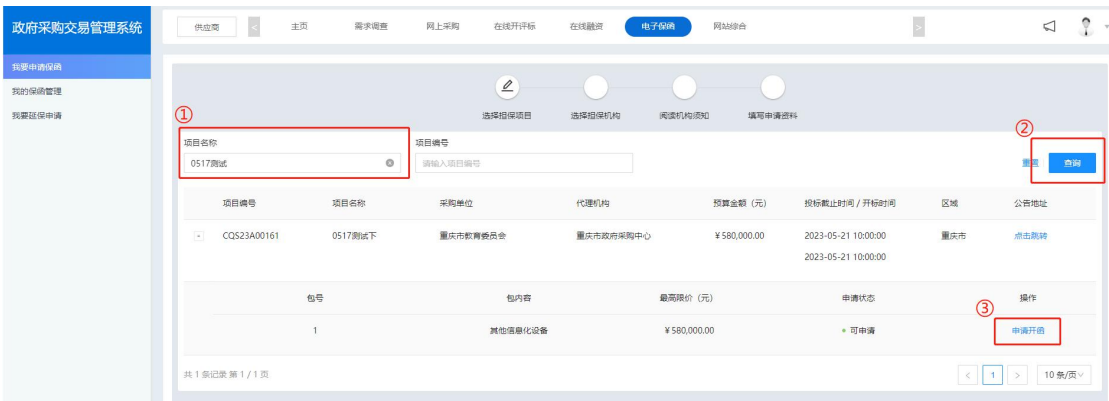 政府采购交易管理系统
供应商 < 主页 需求调查 网上采购 在线开评标 在线融资 电子保函 网站综合 >
我要申请保函
我的保函管理
我要延保申请
选择担保项目 选择担保机构 阅读机构须知 填写申请资料
① ②
项目名称 项目编号
0517测试 请输入项目编号 重置 查询
项目编号 项目名称 采购单位 代理机构 预算金额（元） 投标截止时间 / 开标时间 区域 公告地址
- CQS23A00161 0517测试下 重庆市教育委员会 重庆市政府采购中心 ¥ 580,000.00 2023-05-21 10:00:00 重庆市 点击跳转
2023-05-21 10:00:00
包号 包内容 最高限价（元） 申请状态 操作
③
1 其他信息化设备 ¥ 580,000.00 可申请 申请开函
共 1 条记录 第 1 / 1 页 < 1 > 10 条/页